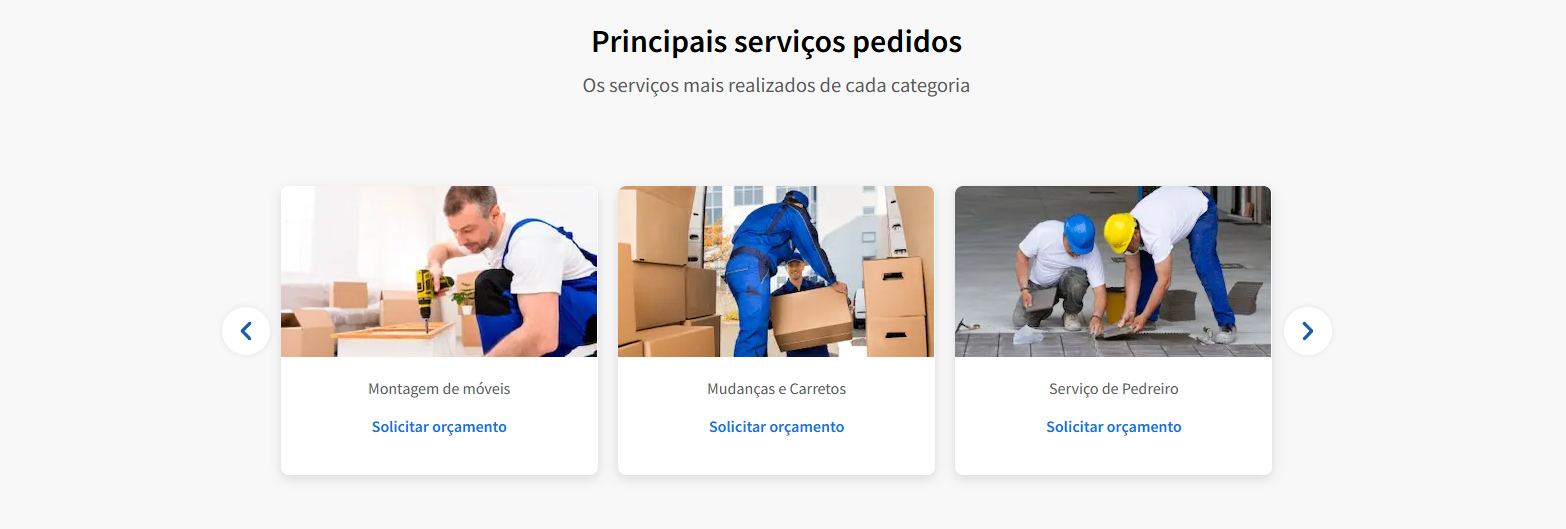 Principais serviços pedidos
Os serviços mais realizados de cada categoria
Montagem de móveis
Solicitar orçamento
Mudanças e Carretos
Solicitar orçamento
Serviço de Pedreiro
Solicitar orçamento